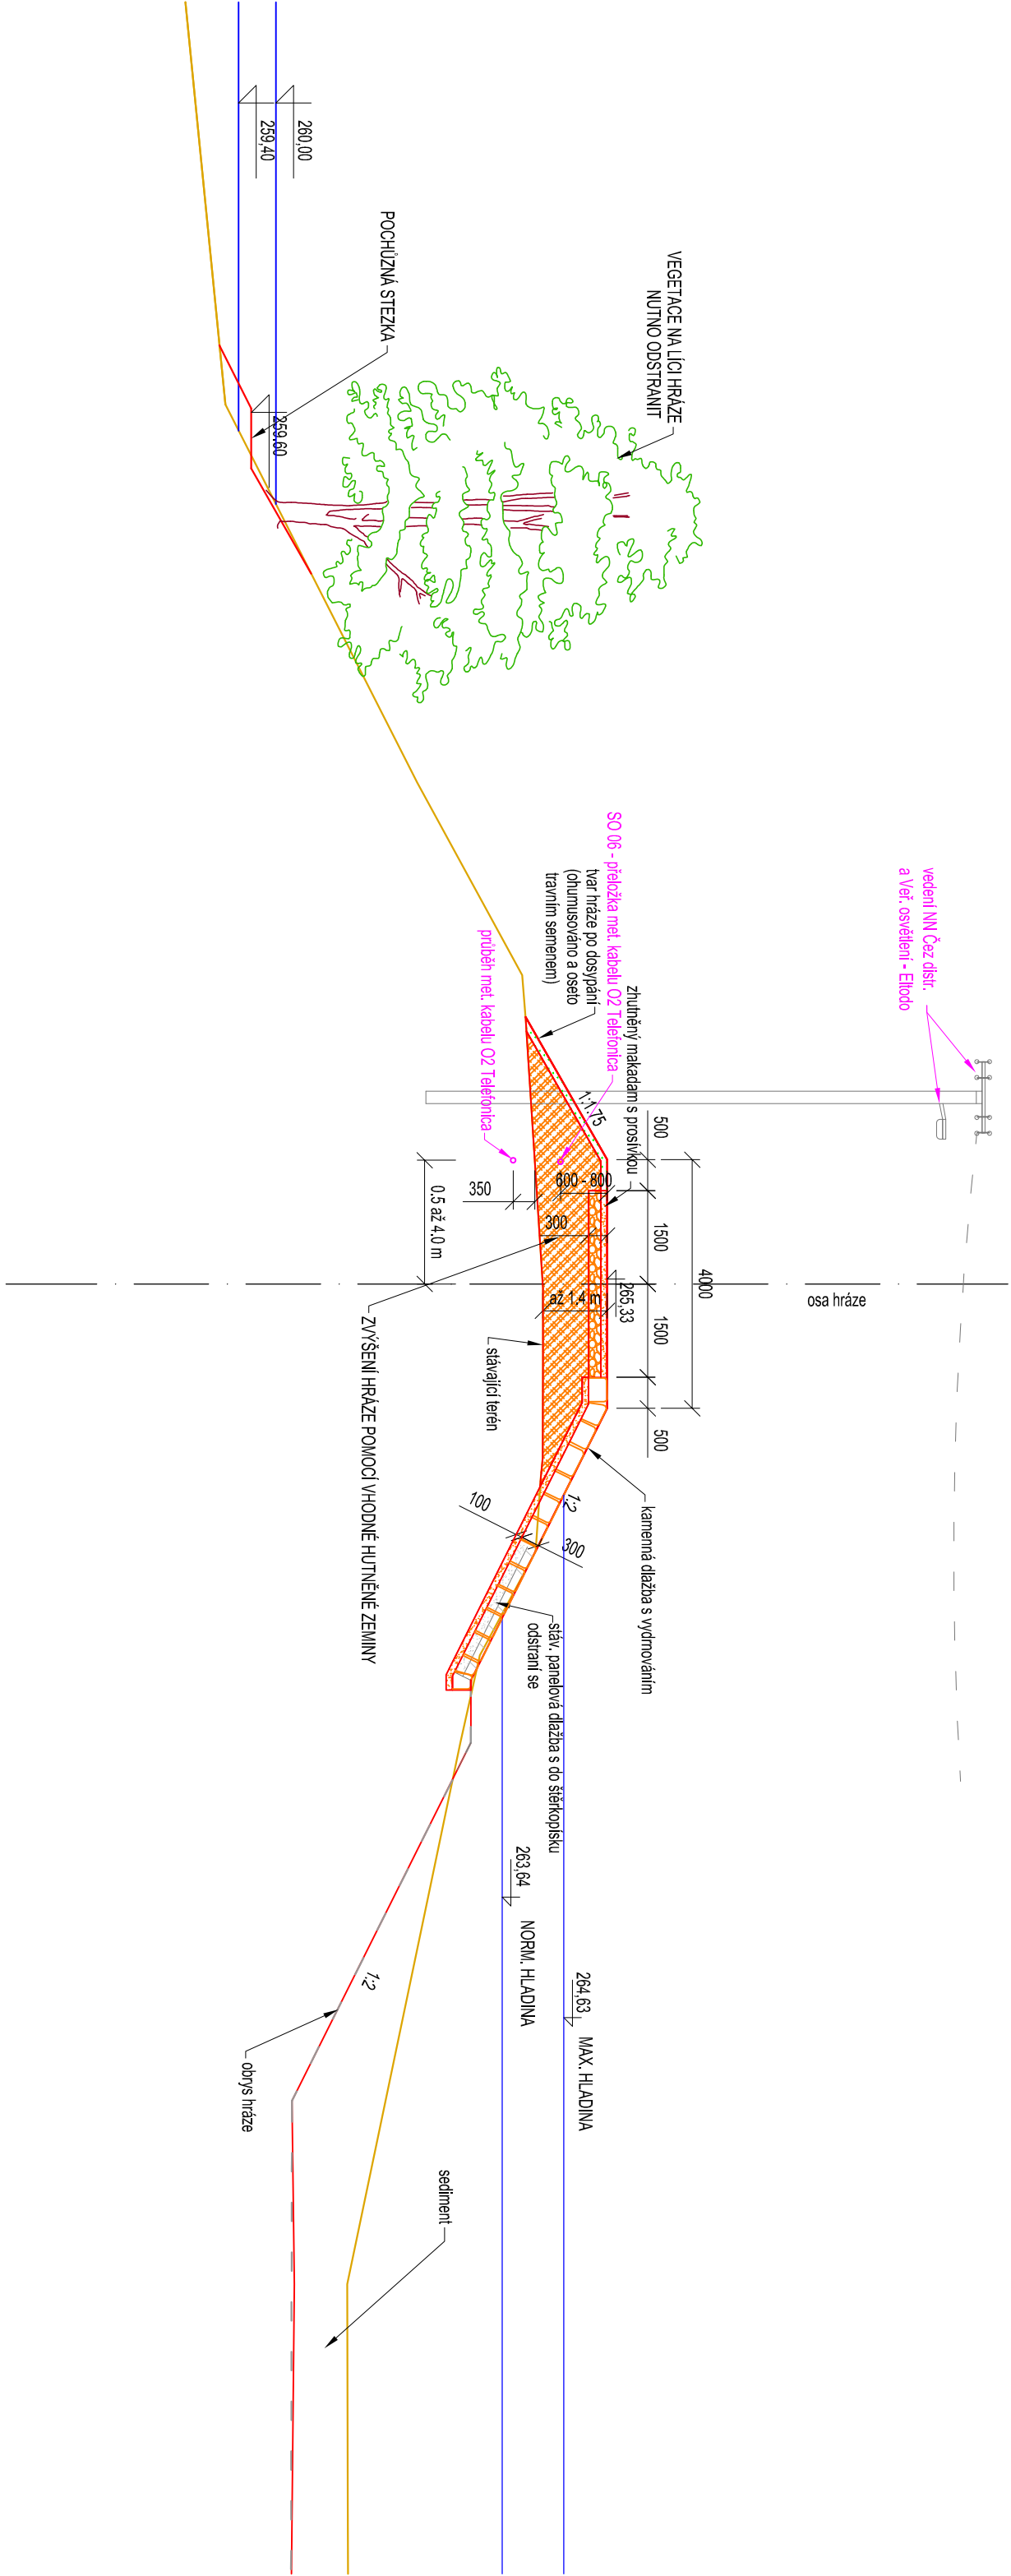 260,00
259,40
259,60
POCHŮZNÁ STEZKA
VEGETACE NA LÍCI HRÁZE
NUTNO ODSTRANIT
vedení NN Čez distr.
a Veř. osvětlení - Eltodo
SO 06 - přeložka met. kabelu O2 Telefonica
tvar hráze po dosypání
(ohumusováno a oseto
travním semenem)
průběh met. kabelu O2 Telefonica
zhutněný makadam s prosívkou
1:1.75
500
1500
4000
1500
500
600 - 800
350
300
0.5 až 4.0 m
265,33
až 1.4 m
osa hráze
stávající terén
ZVÝŠENÍ HRÁZE POMOCÍ VHODNÉ HUTNĚNÉ ZEMINY
kamenná dlažba s vydrnováním
1:2
100
300
stáv. panelová dlažba s do štěrkopísku
odstraní se
263,64
NORM. HLADINA
264,63
MAX. HLADINA
1:2
obrys hráze
sediment